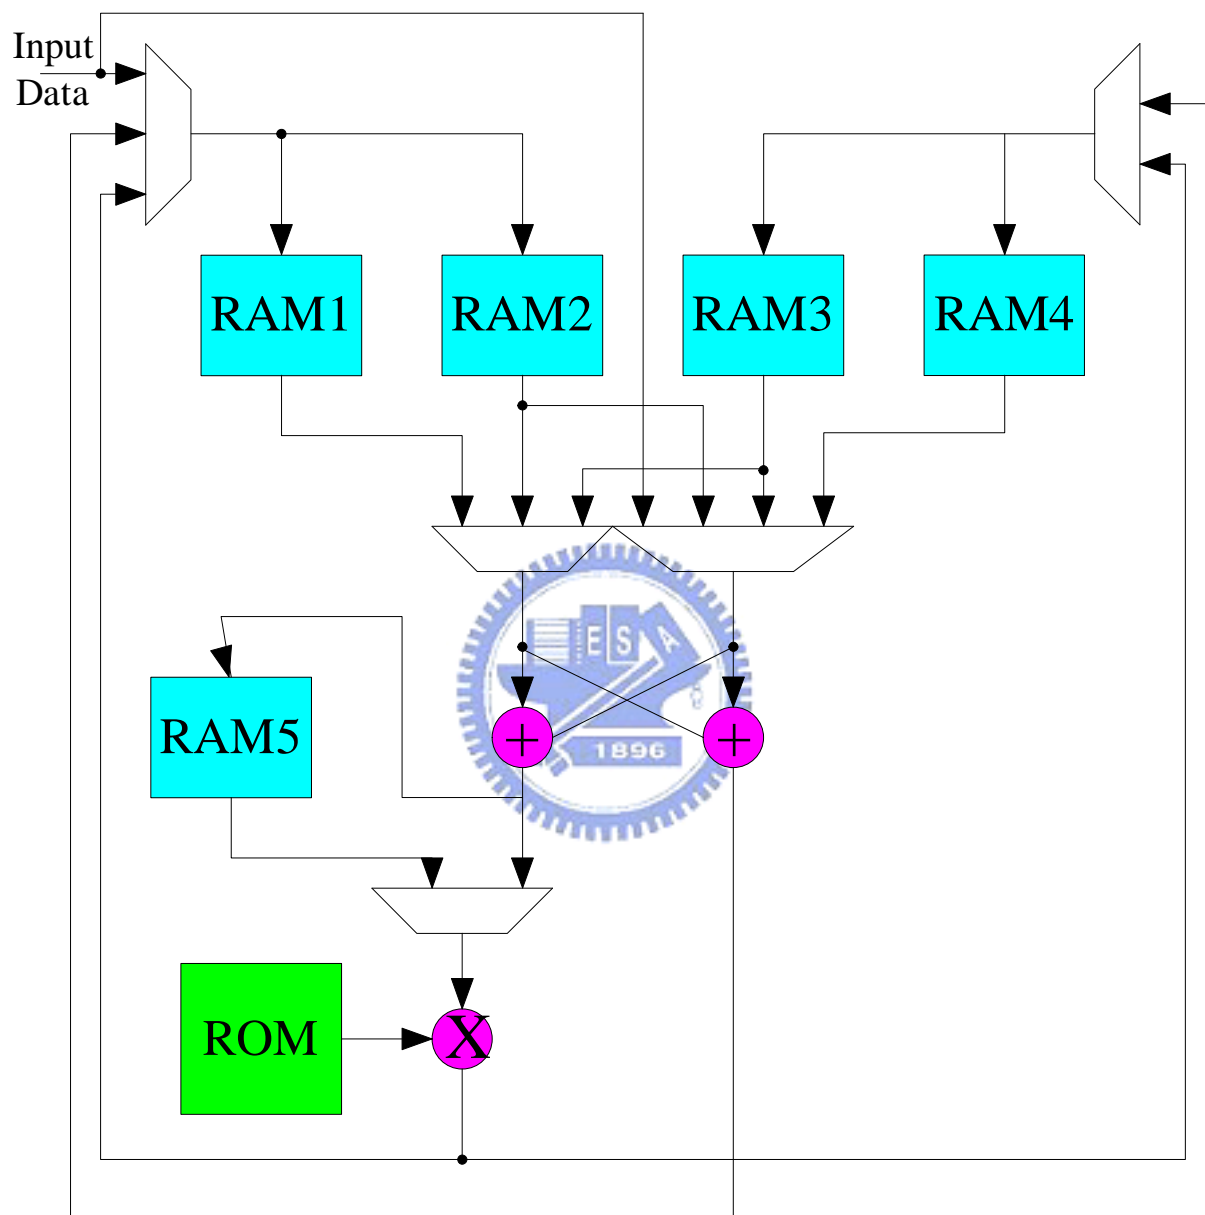 Input
Data
RAM1
RAM2
RAM3
RAM4
E S A
RAM5
+
+
1896
ROM
X